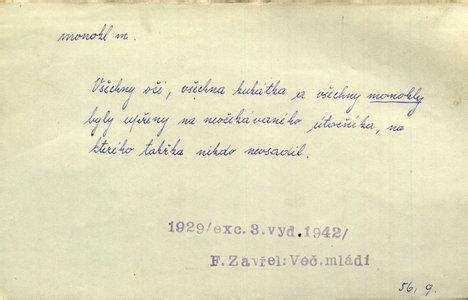 monokl m.
Všechny oči, všechna kukátka a všechny monokly
byly upřeny na neočekávaného útočníka, na
kterého takřka nikdo nevsadil.
1929/exc.3.vyd.1942/
F.Zavřel:Več.mládí
56, 9.